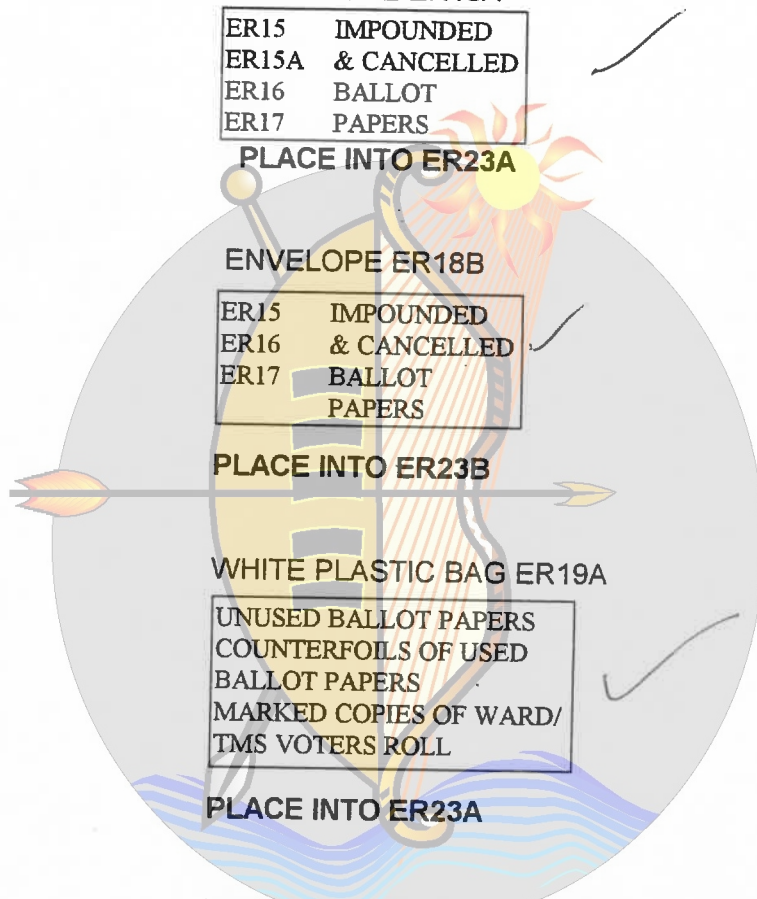 ER15 IMPOUNDED
ER15A & CANCELLED
ER16 BALLOT
ER17 PAPERS
PLACE INTO ER23A
ENVELOPE ER18B
ER15 IMPOUNDED
ER16 & CANCELLED
ER17 BALLOT
PAPERS
PLACE INTO ER23B
WHITE PLASTIC BAG ER19A
UNUSED BALLOT PAPERS
COUNTERFOILS OF USED
BALLOT PAPERS
MARKED COPIES OF WARD/
TMS VOTERS ROLL
PLACE INTO ER23A